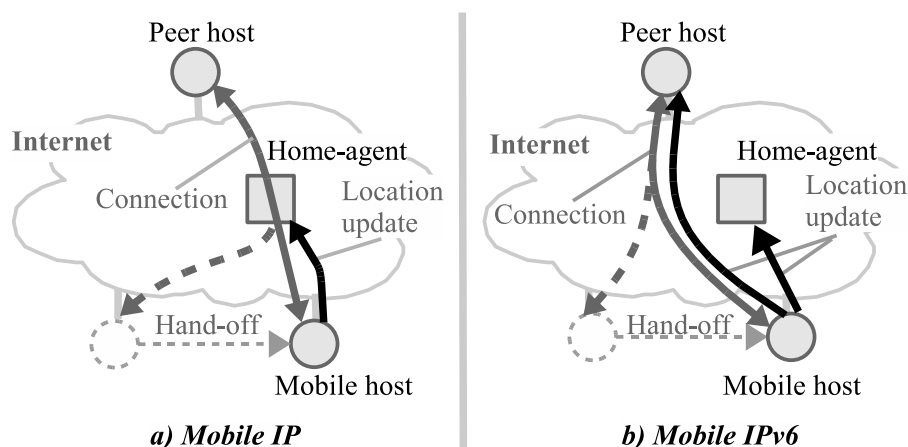 Peer host
Internet
Home-agent
Connection
Location
update
Hand-off
Mobile host
a) Mobile IP
Peer host
Internet
Home-agent
Connection
Location
update
Hand-off
Mobile host
b) Mobile IPv6